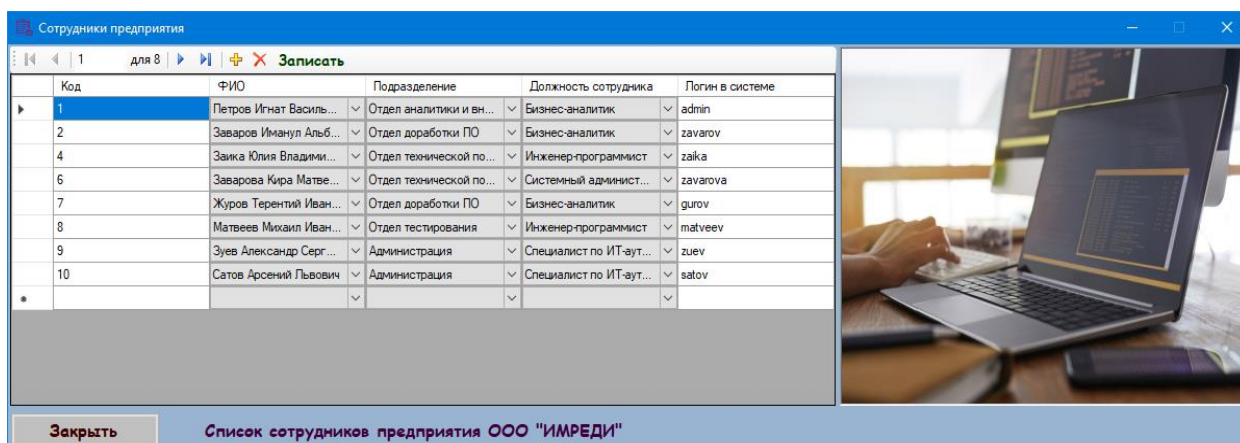 Сотрудники предприятия
1 для 8 Записать
Код ФИО Подразделение Должность сотрудника Логин в системе
1 Петров Игнат Василь... Отдел аналитики и вн... Бизнес-аналитик admin
2 Заваров Иманул Альб... Отдел доработки ПО Бизнес-аналитик zavarov
4 Заика Юлия Владими... Отдел технической по... Инженер-программист zaika
6 Заварова Кира Матве... Отдел технической по... Системный админист... zavarova
7 Журов Терентий Иван... Отдел доработки ПО Бизнес-аналитик gurov
8 Матвеев Михаил Иван... Отдел тестирования Инженер-программист matveev
9 Зуев Александр Серг... Администрация Специалист по ИТ-аут... zuev
10 Сатов Арсений Львович Администрация Специалист по ИТ-аут... satov
Закрыть Список сотрудников предприятия ООО "ИМРЕДИ"